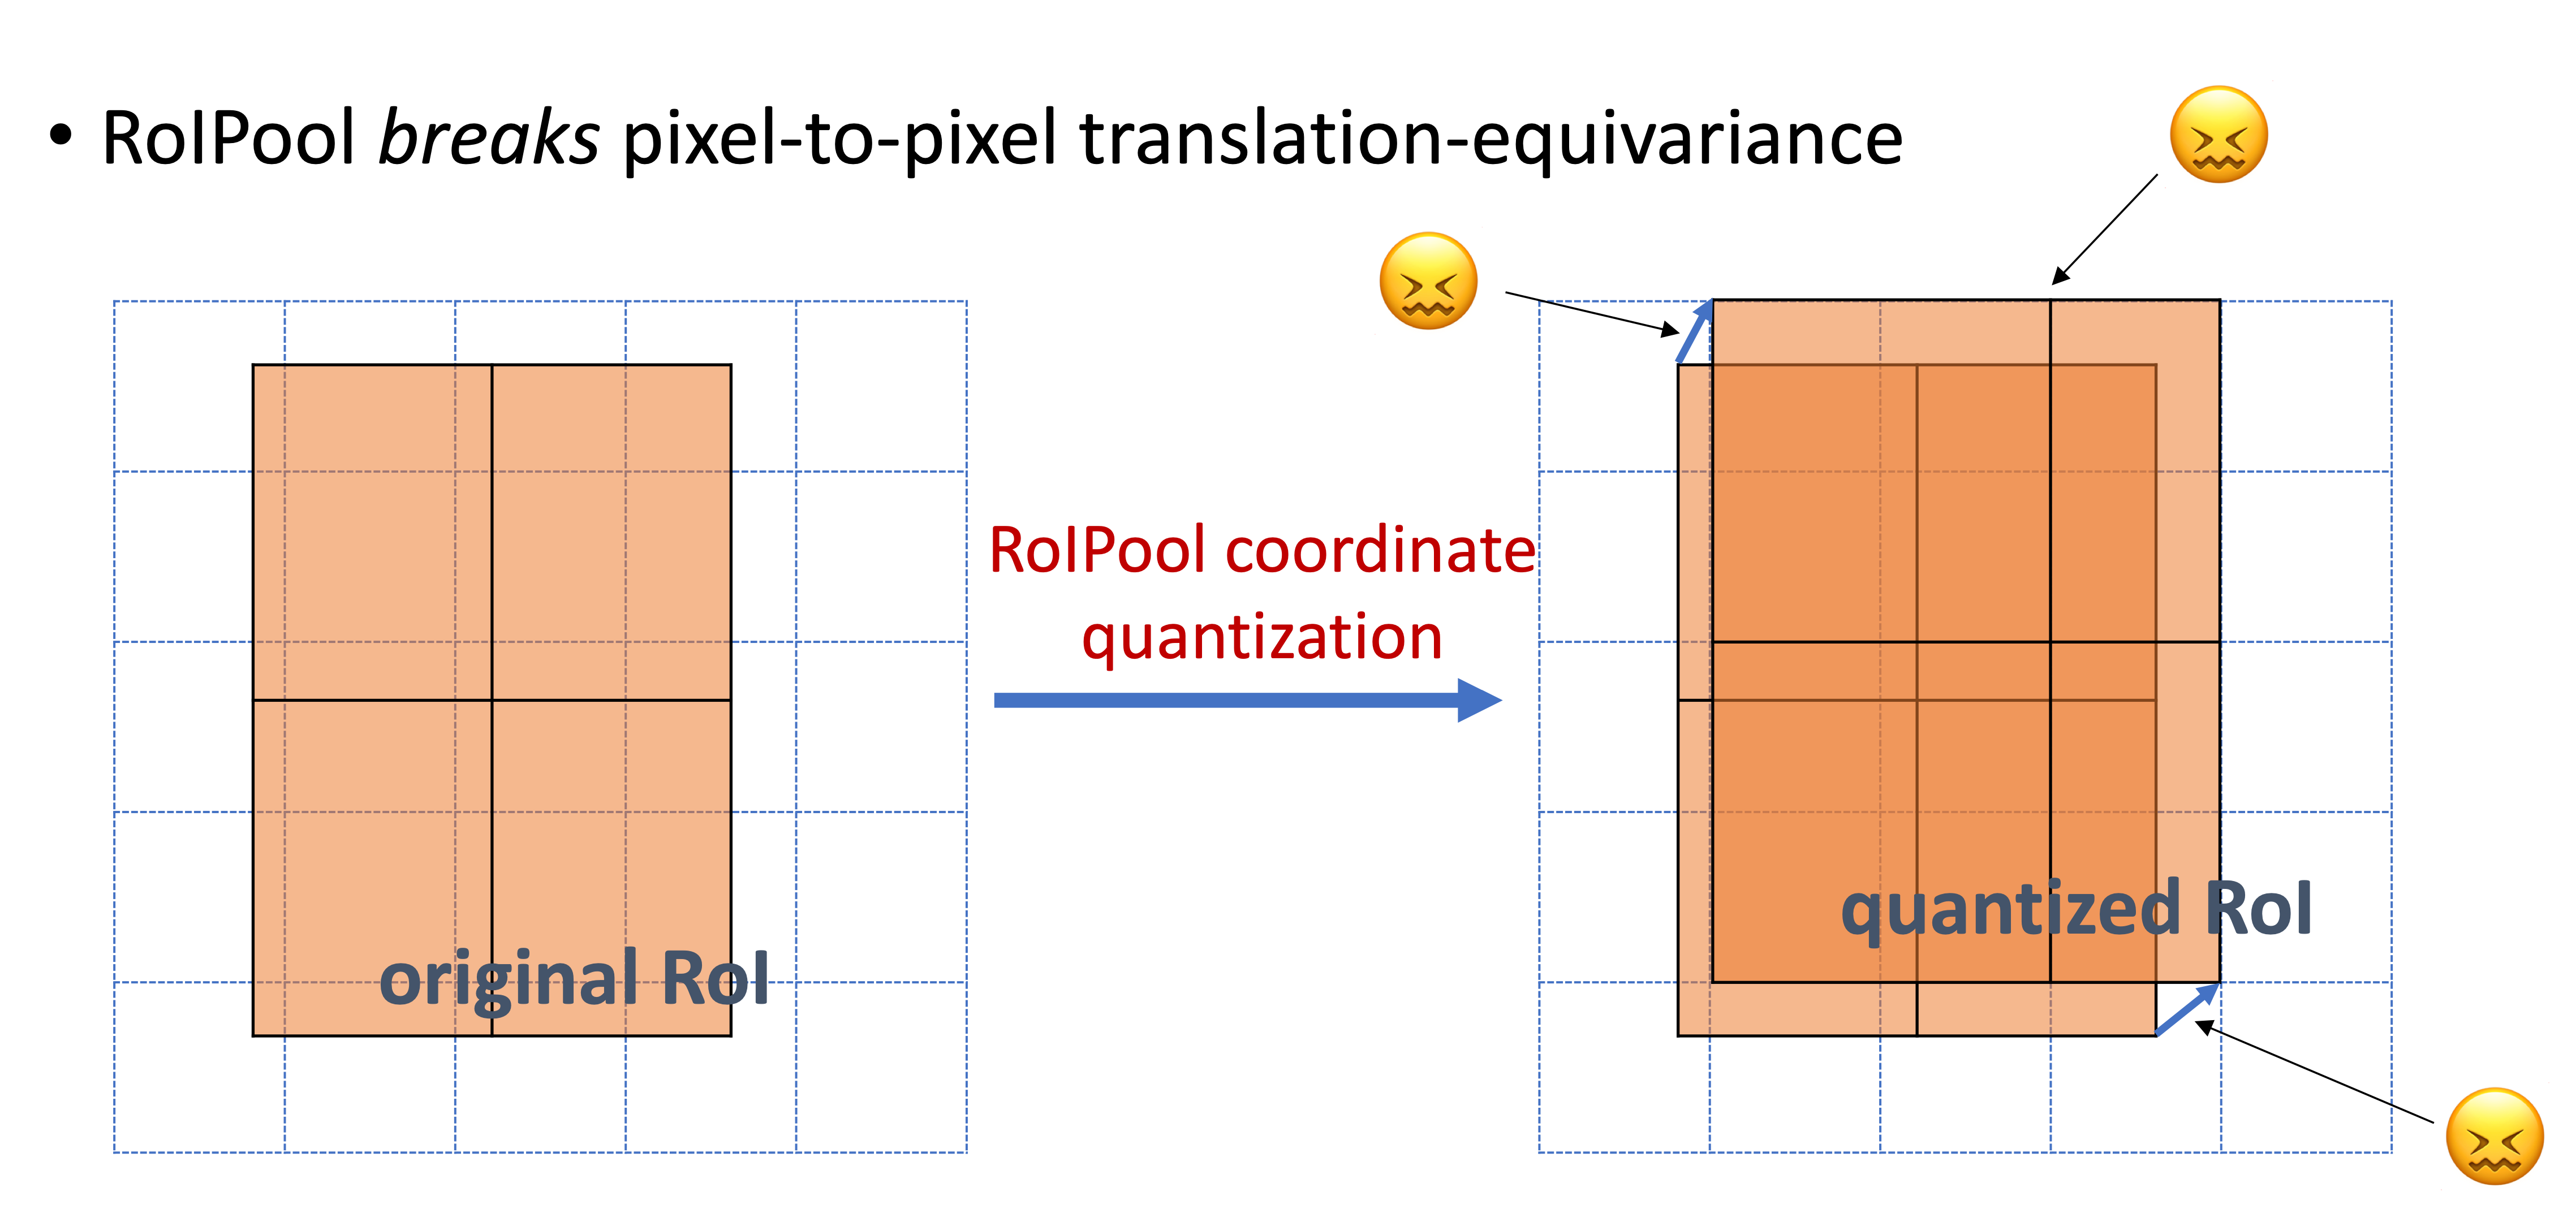 • RoIPool breaks pixel-to-pixel translation-equivariance
RoIPool coordinate
quantization
original RoI
quantized RoI